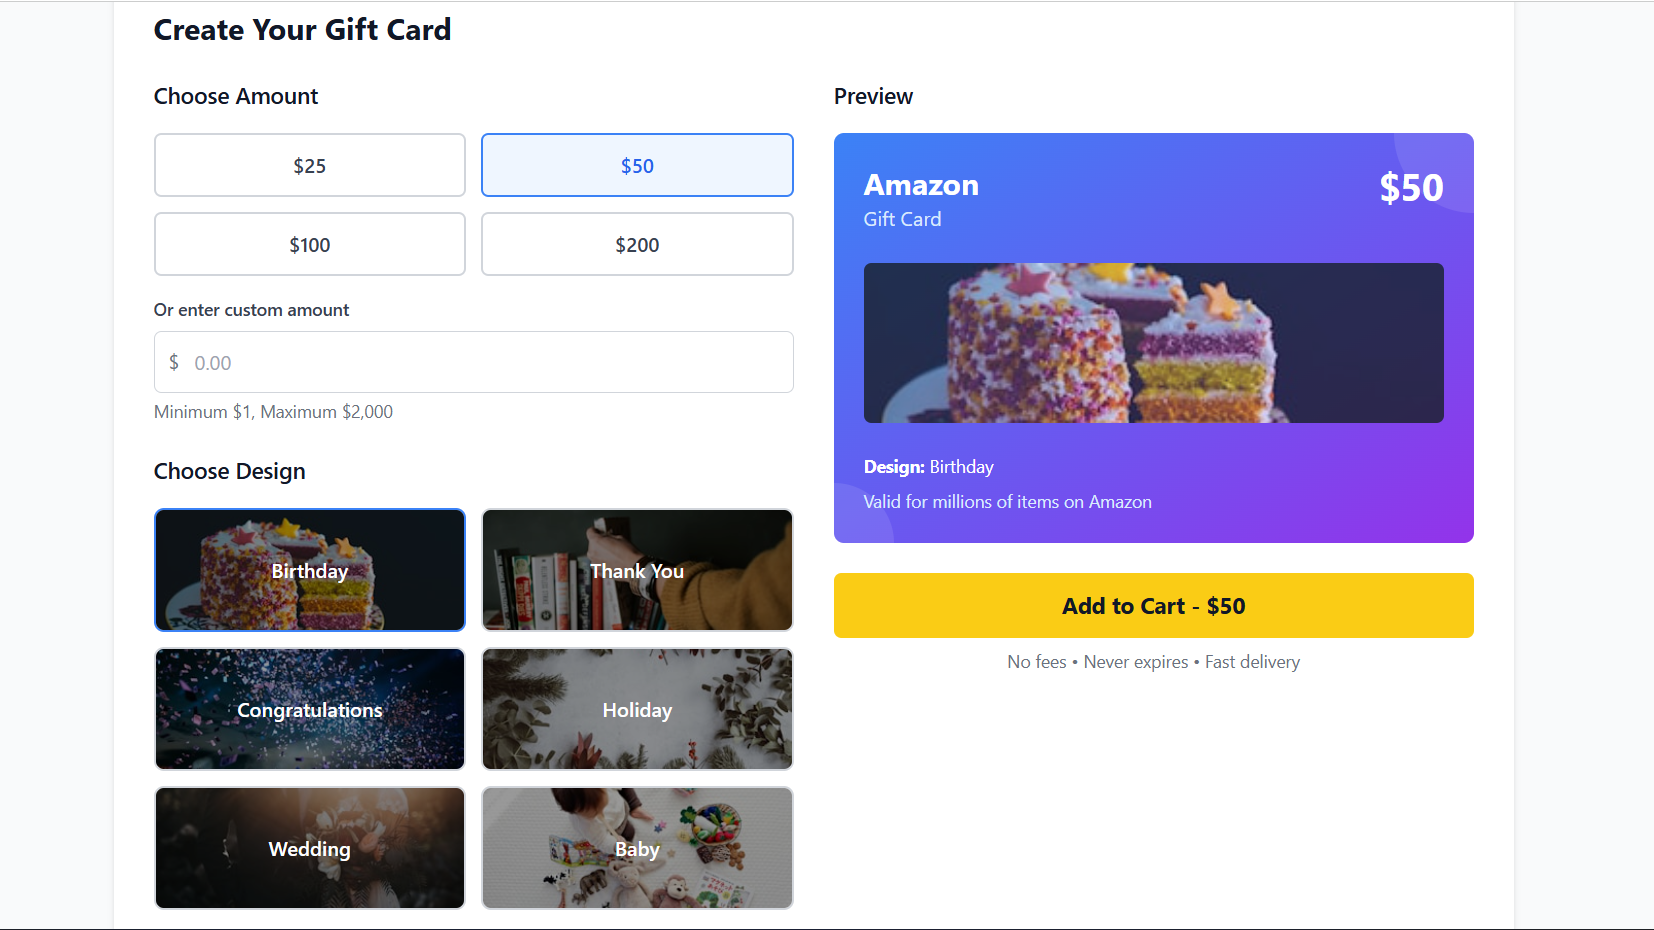 Create Your Gift Card
Choose Amount
$25
$50
$100
$200
Or enter custom amount
$ 0.00
Minimum $1, Maximum $2,000
Choose Design
Birthday
Thank You
Congratulations
Holiday
Wedding
Baby
Preview
Amazon
$50
Gift Card
Design: Birthday
Valid for millions of items on Amazon
Add to Cart - $50
No fees • Never expires • Fast delivery